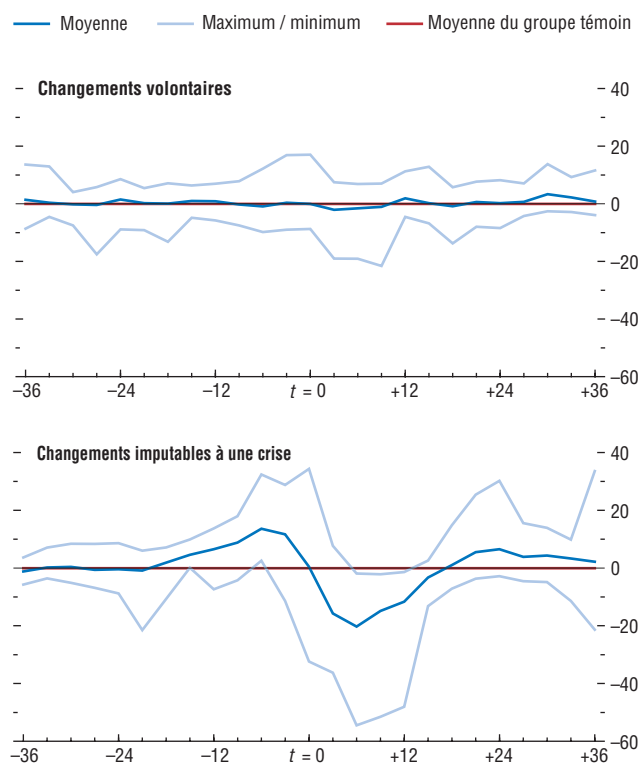 Moyenne Maximum / minimum Moyenne du groupe témoin
Changements volontaires
40
20
0
–20
–40
–60
–36 –24 –12 t = 0 +12 +24 +36
Changements imputables à une crise
40
20
0
–20
–40
–60
–36 –24 –12 t = 0 +12 +24 +36